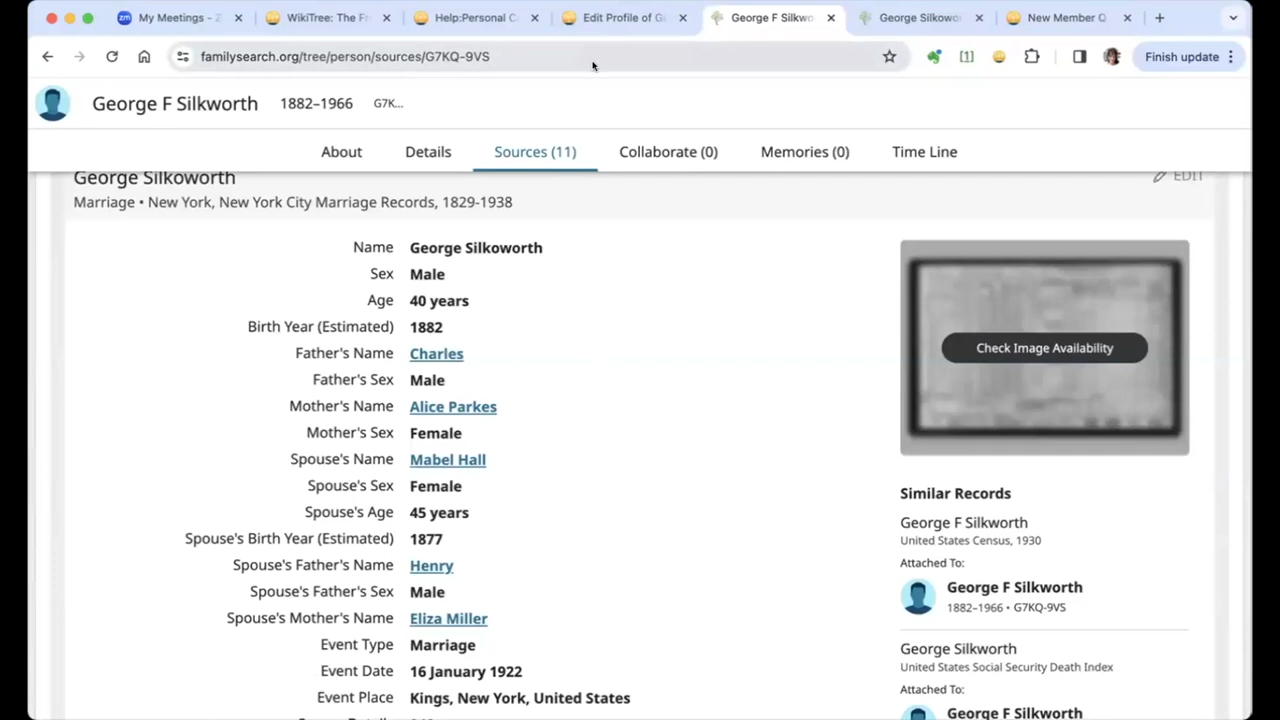 My Meetings - Z
WikiTree: The Fr
Help:Personal C
Edit Profile of G
George F Silkwo
George Silkowo
New Member Q
familysearch.org/tree/person/sources/G7KQ-9VS
[1]
Finish update
George F Silkworth 1882–1966 G7K...
About Details Sources (11) Collaborate (0) Memories (0) Time Line
George Silkoworth
EDIT
Marriage • New York, New York City Marriage Records, 1829-1938
Name George Silkoworth
Sex Male
Age 40 years
Birth Year (Estimated) 1882
Father's Name Charles
Father's Sex Male
Mother's Name Alice Parkes
Mother's Sex Female
Spouse's Name Mabel Hall
Spouse's Sex Female
Spouse's Age 45 years
Spouse's Birth Year (Estimated) 1877
Spouse's Father's Name Henry
Spouse's Father's Sex Male
Spouse's Mother's Name Eliza Miller
Event Type Marriage
Event Date 16 January 1922
Event Place Kings, New York, United States
Check Image Availability
Similar Records
George F Silkworth
United States Census, 1930
Attached To:
George F Silkworth
1882–1966 • G7KQ-9VS
George Silkworth
United States Social Security Death Index
Attached To:
George F Silkworth